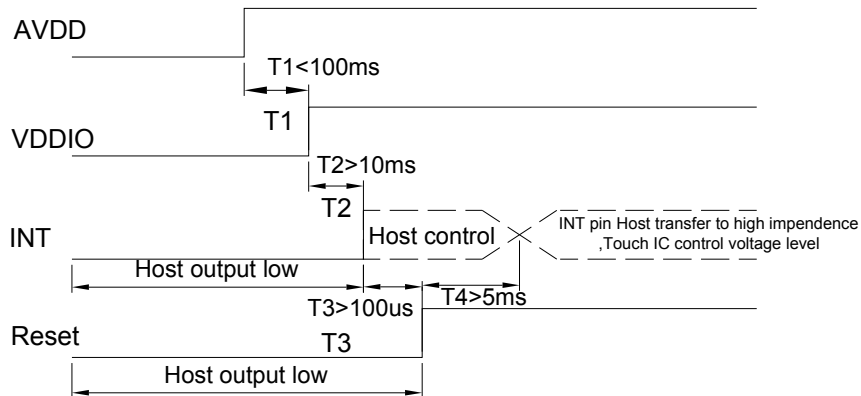 AVDD
T1<100ms
T1
VDDIO
T2>10ms
T2
INT
Host control
INT pin Host transfer to high impendence
,Touch IC control voltage level
Host output low
T3>100us
T4>5ms
Reset
T3
Host output low